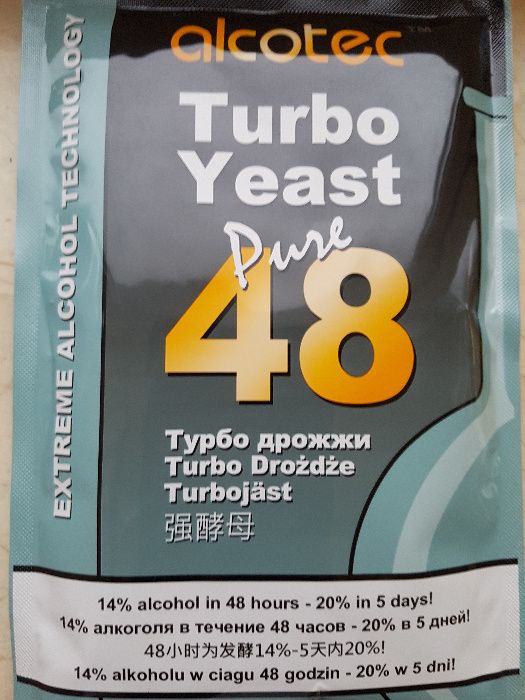 alcotec™
Turbo
Yeast
Pure
48
EXTREME ALCOHOL TECHNOLOGY
Турбо дрожжи
Turbo Drożdże
Turbojäst
强酵母
14% alcohol in 48 hours - 20% in 5 days!
14% алкоголя в течение 48 часов - 20% в 5 дней!
48小时为发酵14%-5天内20%!
14% alkoholu w ciagu 48 godzin - 20% w 5 dni!